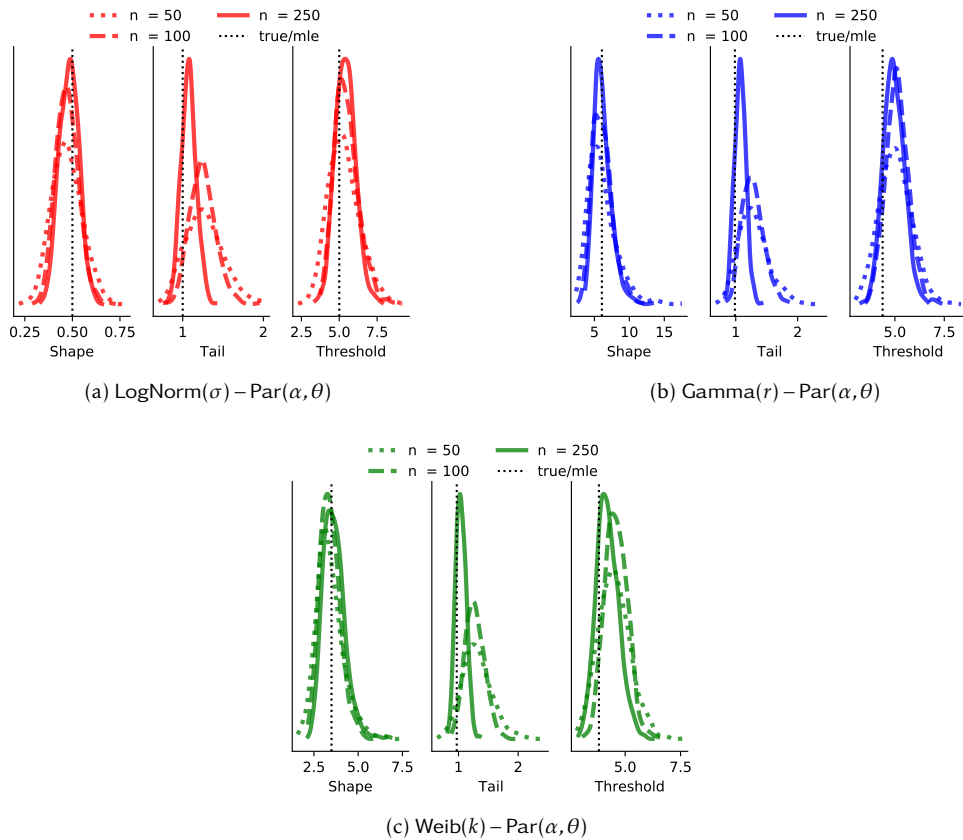 n = 50 n = 250
n = 100 true/mle
0.25 0.50 0.75 1 2 2.5 5.0 7.5
Shape Tail Threshold
(a) LogNorm(σ) – Par(α, θ)
n = 50 n = 250
n = 100 true/mle
5 10 15 1 2 5.0 7.5
Shape Tail Threshold
(b) Gamma(r) – Par(α, θ)
n = 50 n = 250
n = 100 true/mle
2.5 5.0 7.5 1 2 5.0 7.5
Shape Tail Threshold
(c) Weib(k) – Par(α, θ)